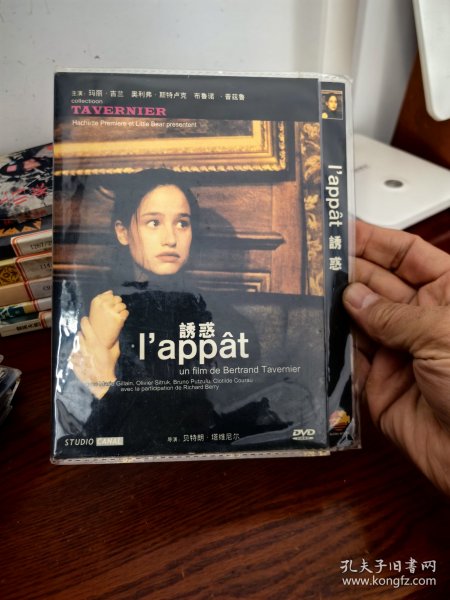 主演：玛丽·吉兰 奥利弗·斯特卢克 布鲁诺·普兹鲁
collectioon
TAVERNIER
Hachette Premiere et Little Bear présentent
誘惑
l'appât
un film de Bertrand Tavernier
Marie Gillain, Olivier Sitruk, Bruno Putzulu, Clotilde Courau
avec la participation de Richard Berry
STUDIO CANAL
导演：贝特朗·塔维尼尔
DVD
l'appât 誘惑
孔夫子旧书网
www.kongfz.com